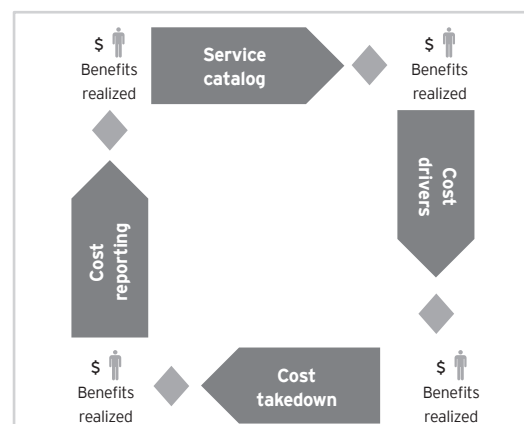 $
Benefits
realized
Service
catalog
$
Benefits
realized
Cost
drivers
$
Benefits
realized
Cost
takedown
$
Benefits
realized
Cost
reporting